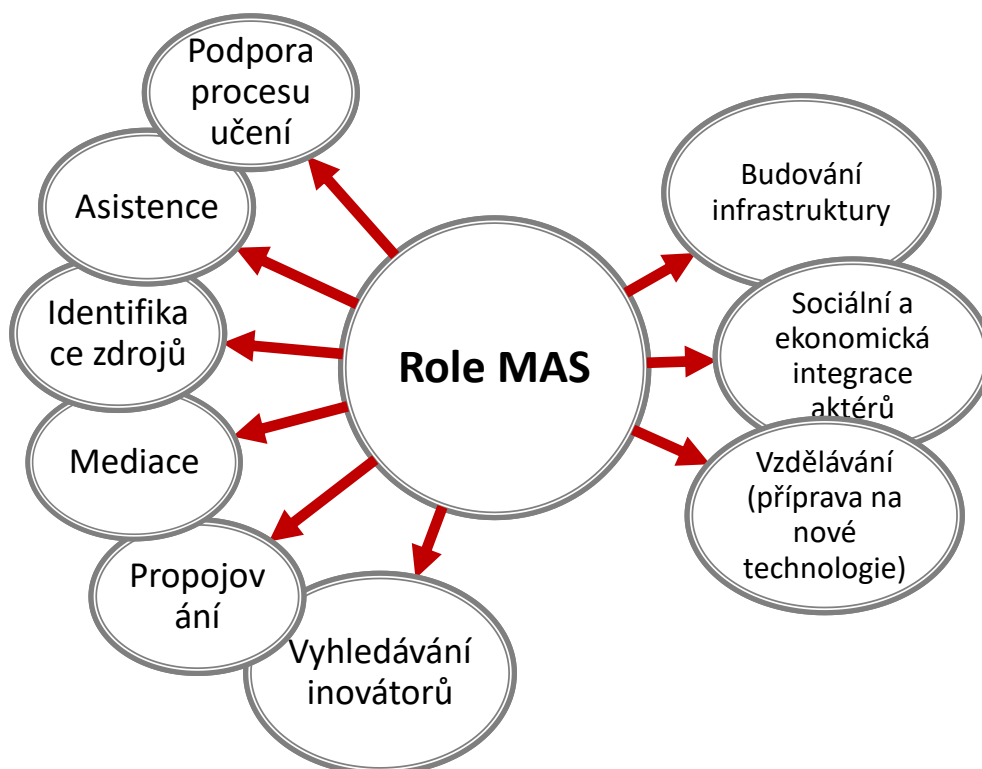 Podpora
procesu
učení
Asistence
Identifika
ce zdrojů
Mediace
Propojov
ání
Vyhledávání
inovátorů
Role MAS
Budování
infrastruktury
Sociální a
ekonomická
integrace
aktérů
Vzdělávání
(příprava na
nové
technologie)